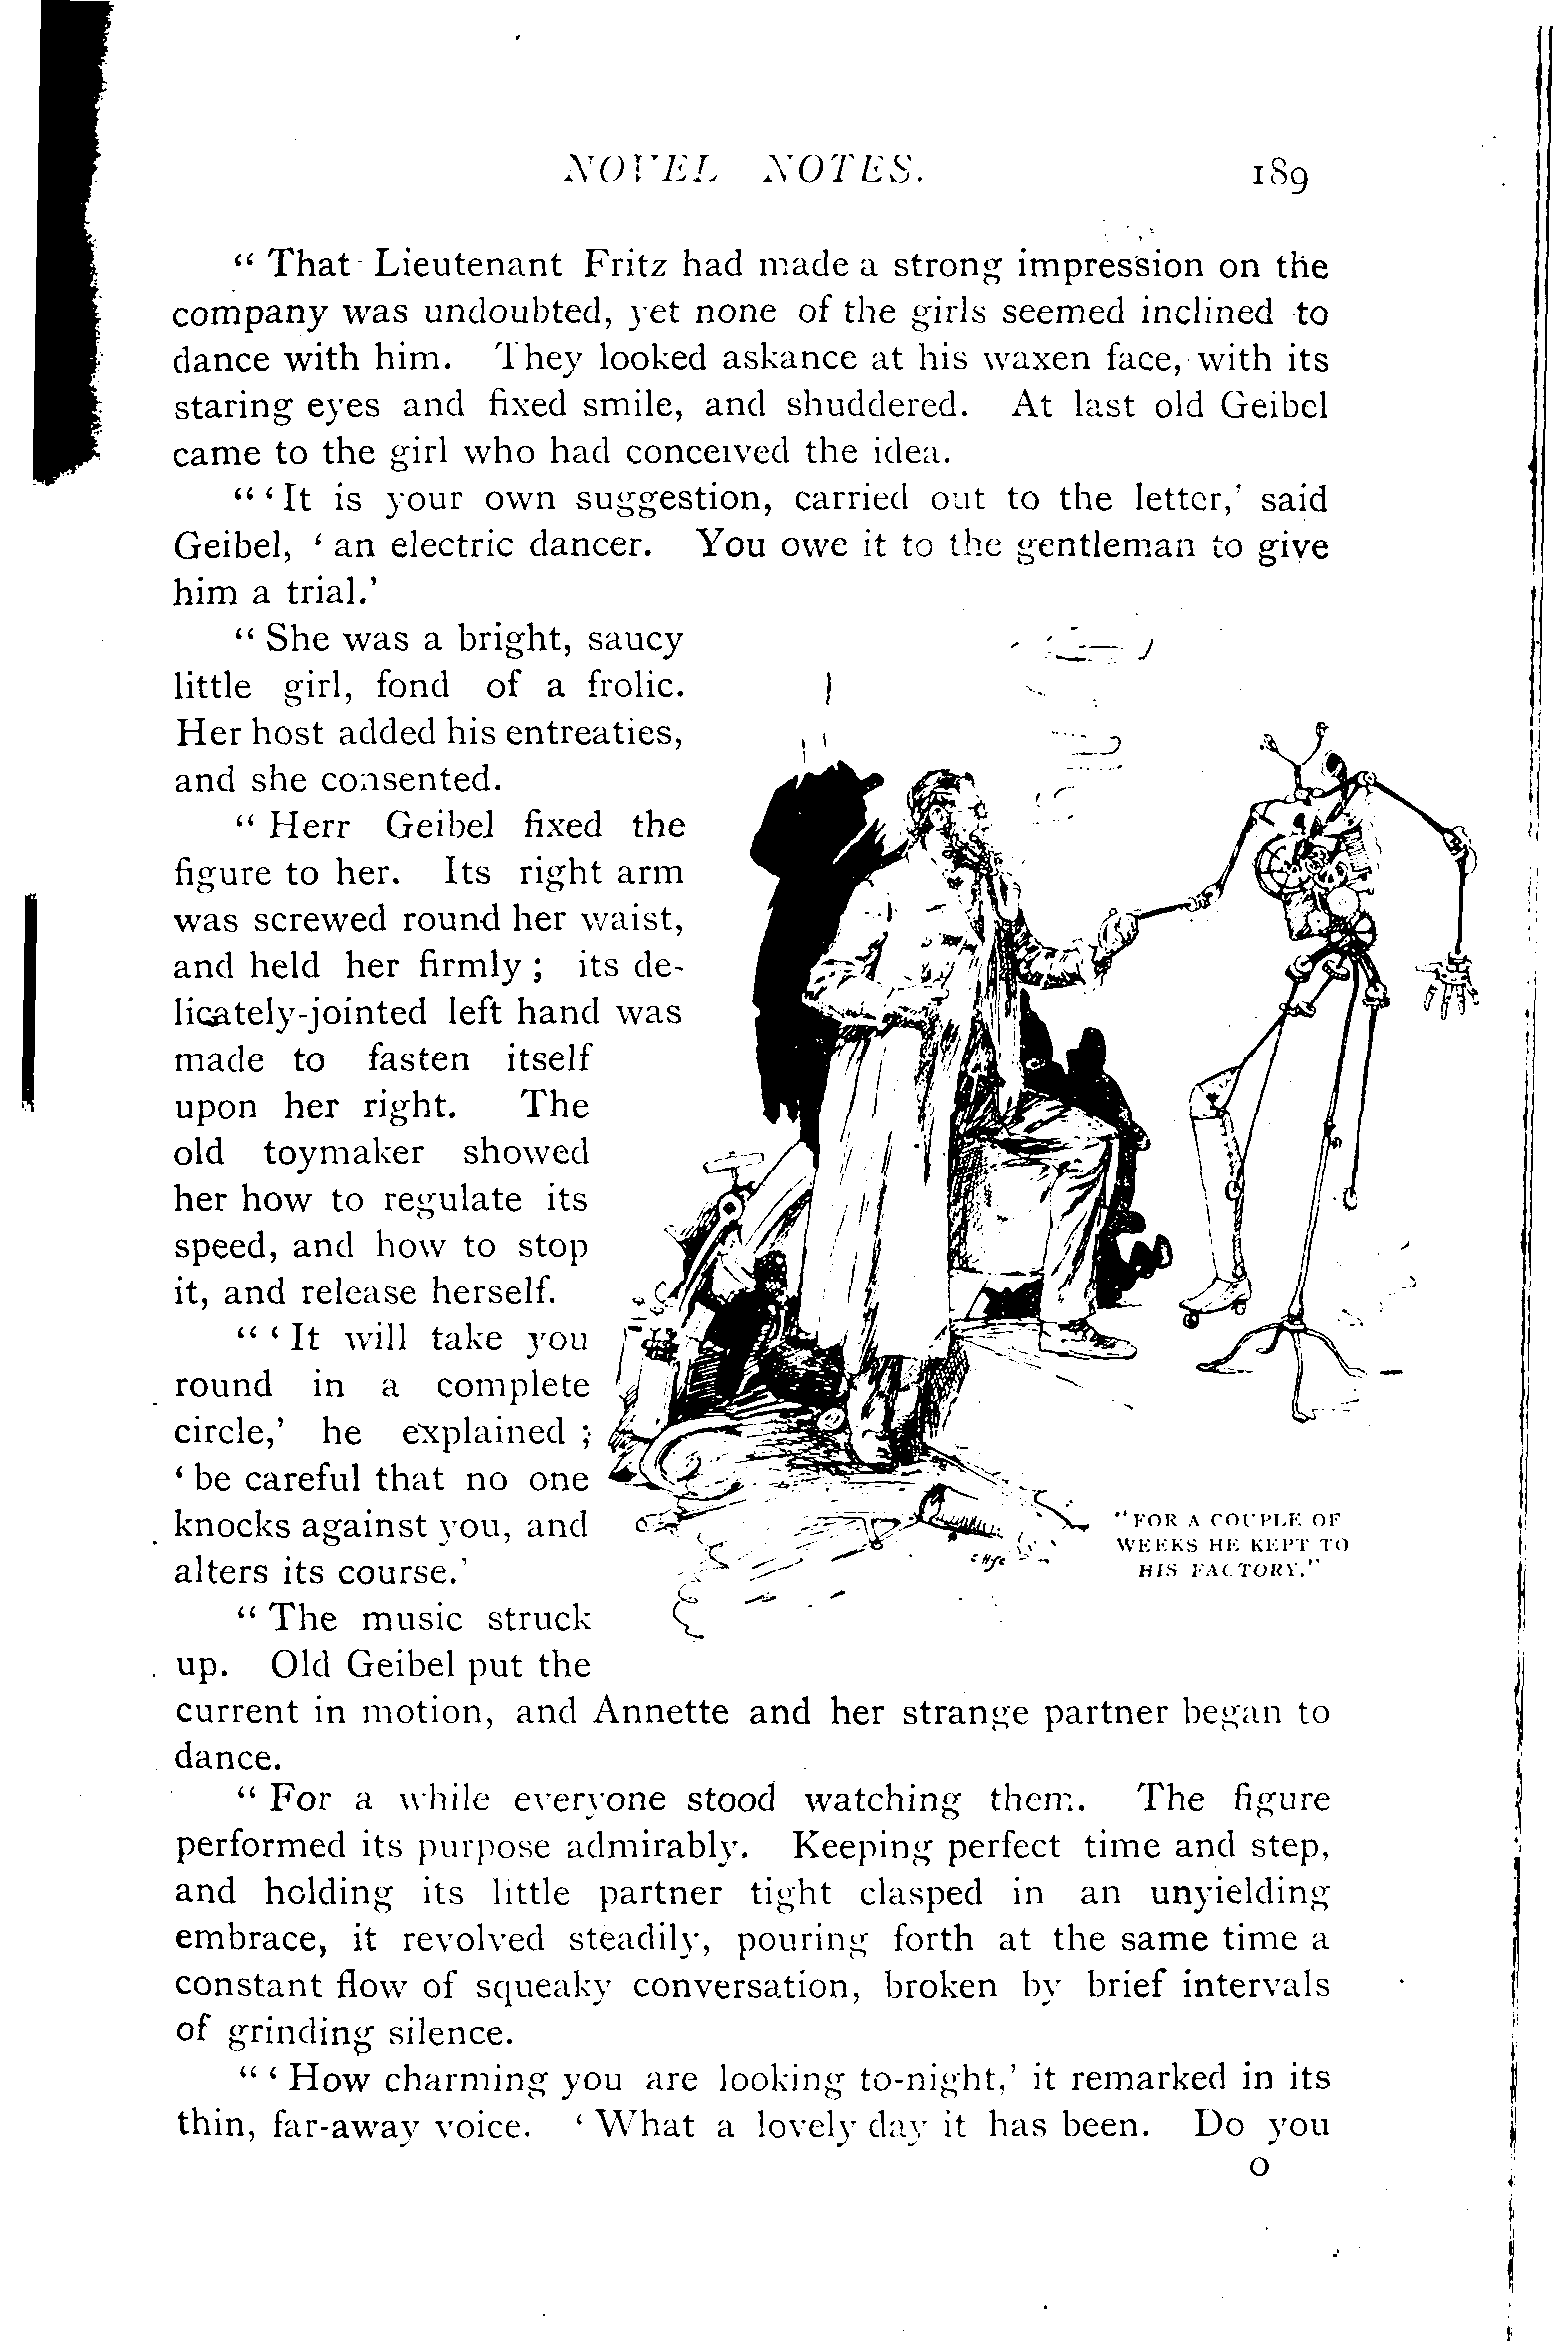 NOVEL NOTES. 189
“ That Lieutenant Fritz had made a strong impression on the
company was undoubted, yet none of the girls seemed inclined to
dance with him. They looked askance at his waxen face, with its
staring eyes and fixed smile, and shuddered. At last old Geibel
came to the girl who had conceived the idea.
“ ‘ It is your own suggestion, carried out to the letter,’ said
Geibel, ‘ an electric dancer. You owe it to the gentleman to give
him a trial.’
“ She was a bright, saucy
little girl, fond of a frolic.
Her host added his entreaties,
and she consented.
“ Herr Geibel fixed the
figure to her. Its right arm
was screwed round her waist,
and held her firmly ; its de-
licately-jointed left hand was
made to fasten itself
upon her right. The
old toymaker showed
her how to regulate its
speed, and how to stop
it, and release herself.
“ ‘ It will take you
round in a complete
circle,’ he explained ;
‘ be careful that no one
knocks against you, and
alters its course.’
“ The music struck
up. Old Geibel put the
current in motion, and Annette and her strange partner began to
dance.
“ For a while everyone stood watching them. The figure
performed its purpose admirably. Keeping perfect time and step,
and holding its little partner tight clasped in an unyielding
embrace, it revolved steadily, pouring forth at the same time a
constant flow of squeaky conversation, broken by brief intervals
of grinding silence.
“ ‘ How charming you are looking to-night,’ it remarked in its
thin, far-away voice. ‘ What a lovely day it has been. Do you
O
“FOR A COUPLE OF
WEEKS HE KEPT TO
HIS FACTORY.”